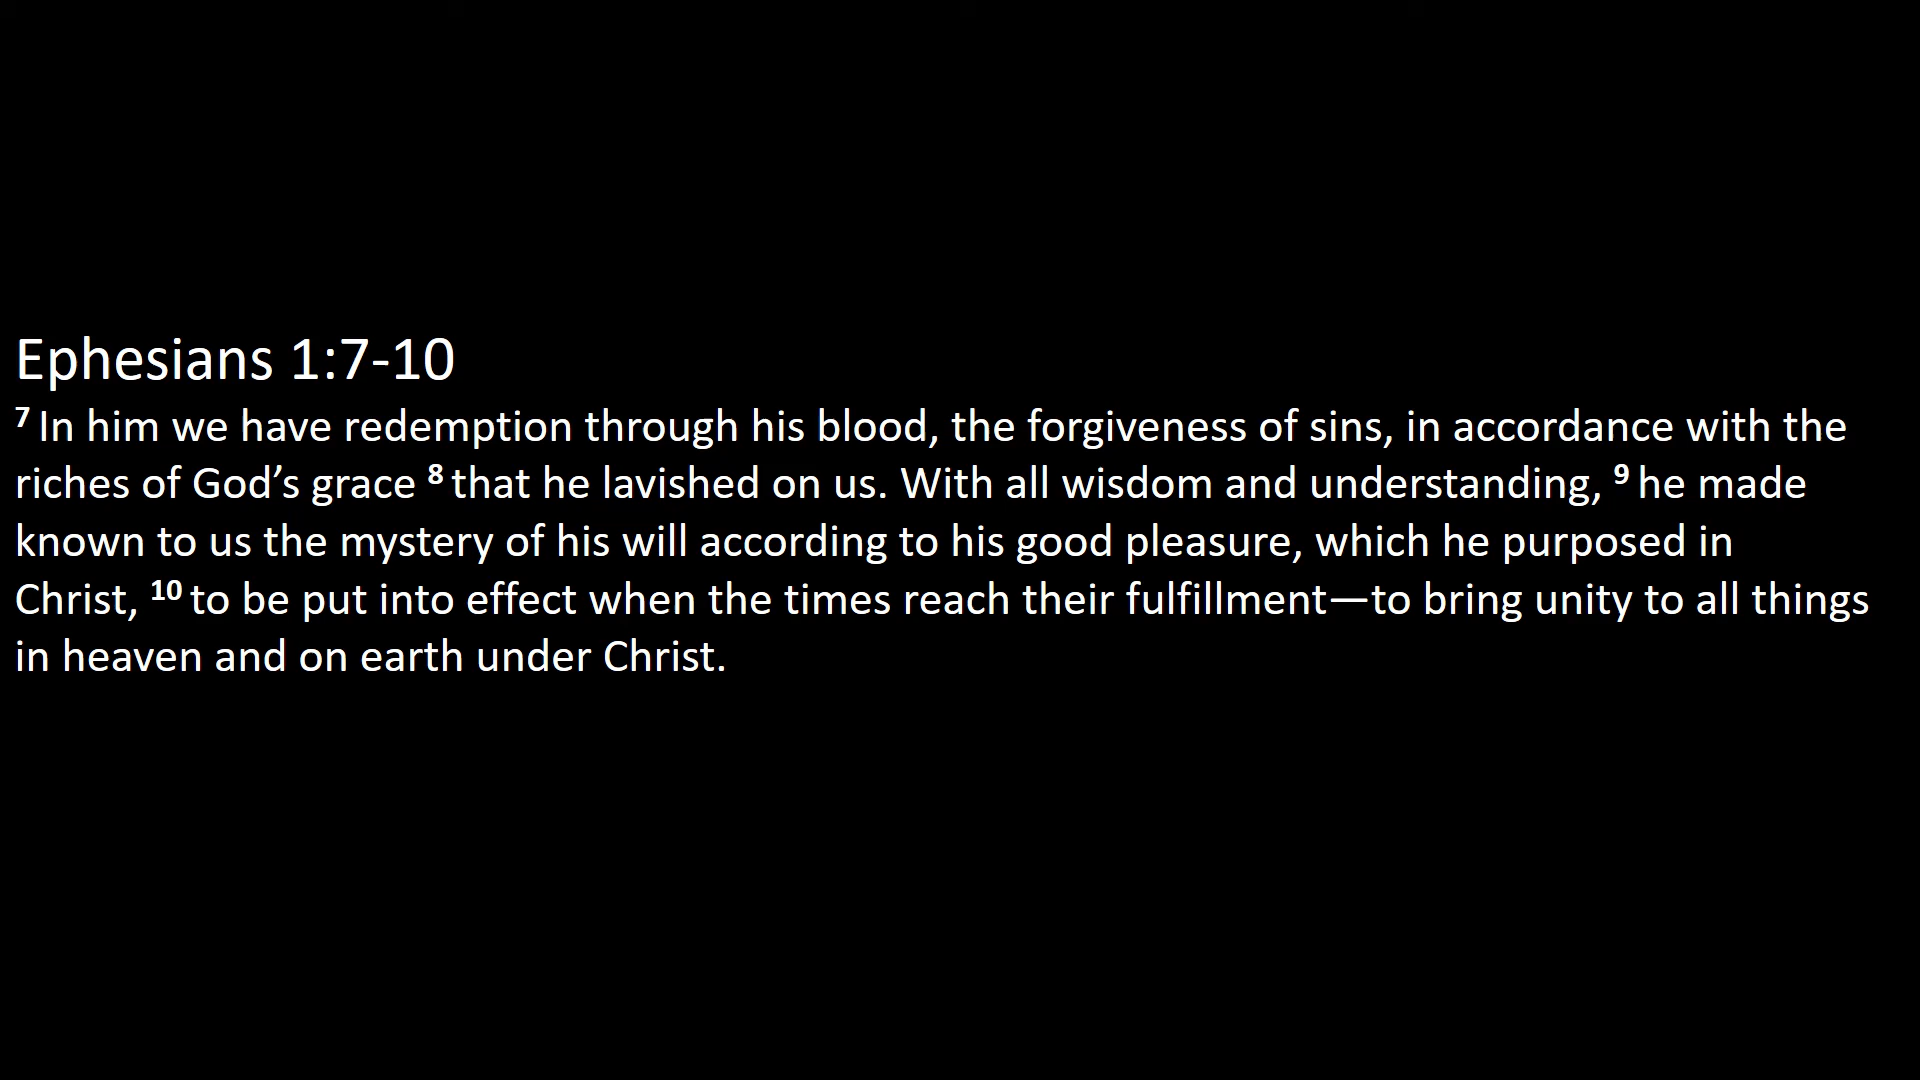 Ephesians 1:7-10
7 In him we have redemption through his blood, the forgiveness of sins, in accordance with the
riches of God’s grace 8 that he lavished on us. With all wisdom and understanding, 9 he made
known to us the mystery of his will according to his good pleasure, which he purposed in
Christ, 10 to be put into effect when the times reach their fulfillment—to bring unity to all things
in heaven and on earth under Christ.